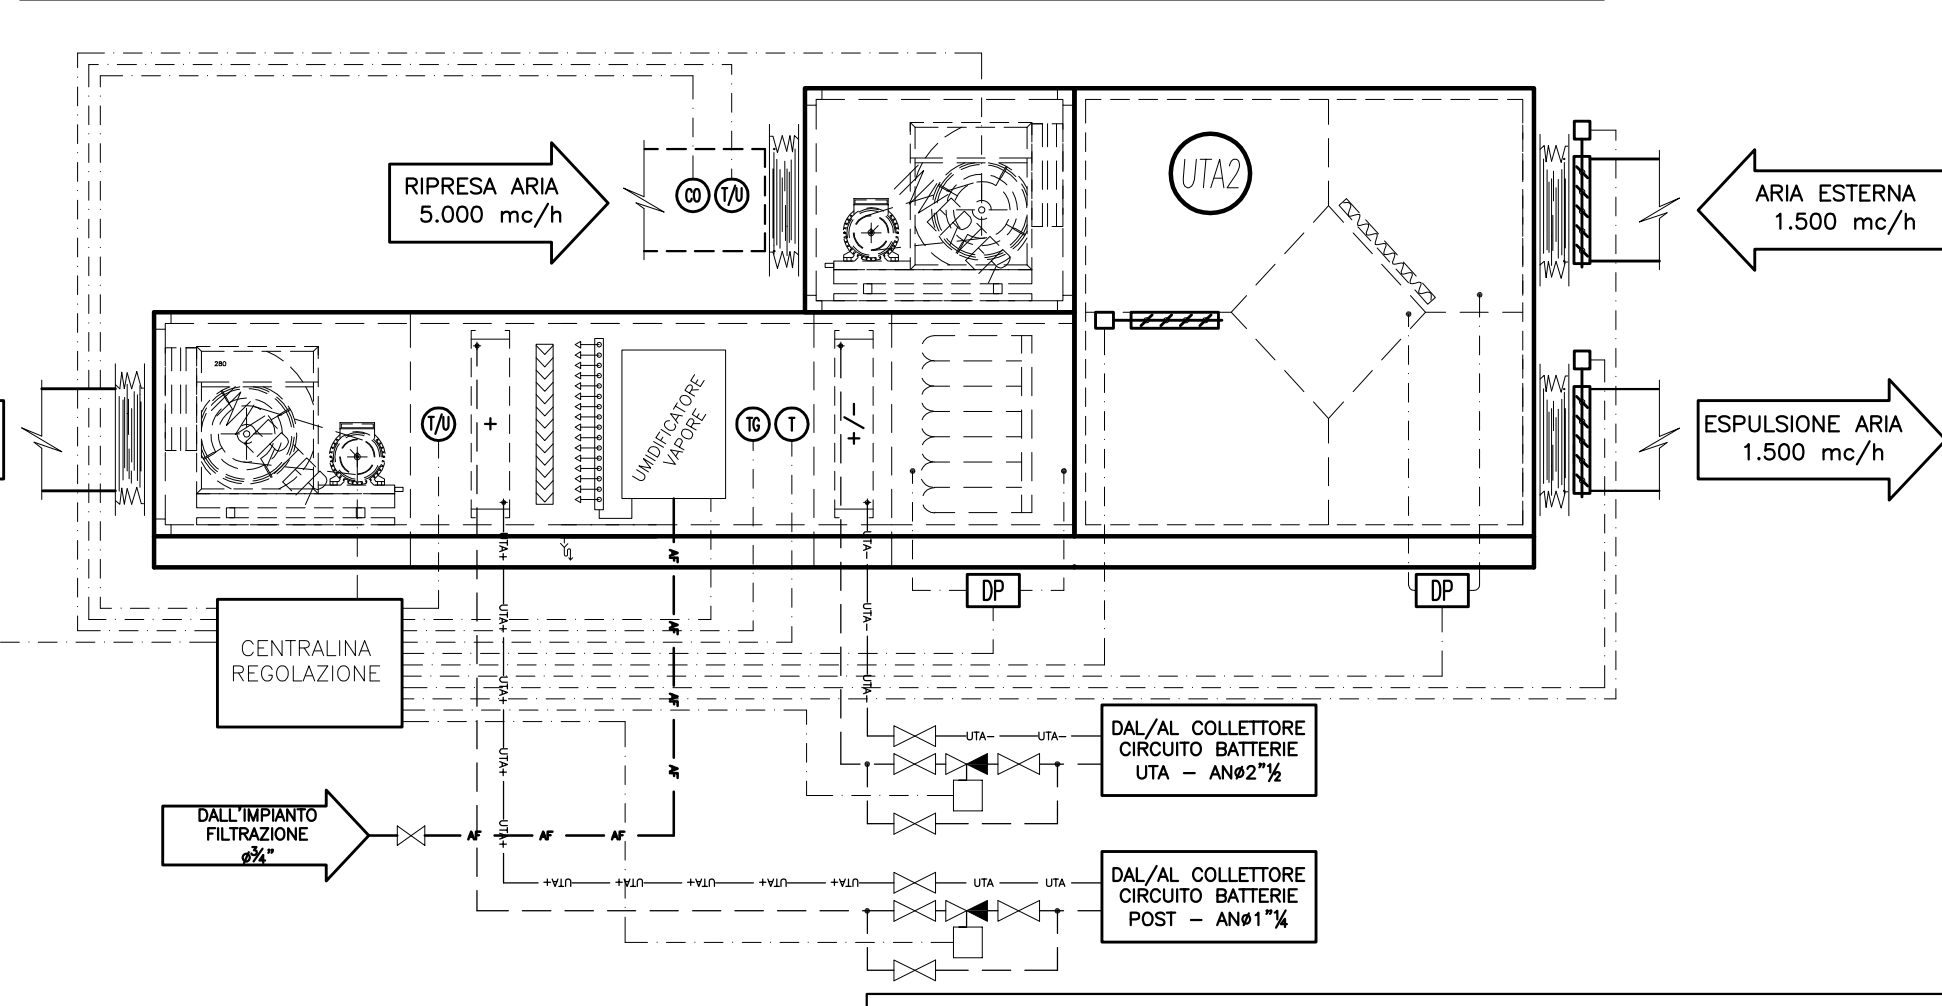 RIPRESA ARIA
5.000 mc/h
CO
T/U
UTA2
ARIA ESTERNA
1.500 mc/h
ESPULSIONE ARIA
1.500 mc/h
280
T/U
+
UMIDIFICATORE
VAPORE
TG
T
+/-
UTA+
AF
UTA-
DP
DP
CENTRALINA
REGOLAZIONE
UTA+
AF
UTA-
UTA+
AF
UTA-
UTA+
AF
UTA+
UTA- UTA-
DAL/AL COLLETTORE
CIRCUITO BATTERIE
UTA - ANø2"½
DALL'IMPIANTO
FILTRAZIONE
ø¾"
AF AF AF
UTA+ UTA+ UTA+ UTA+ UTA+ UTA UTA
DAL/AL COLLETTORE
CIRCUITO BATTERIE
POST - ANø1"¼